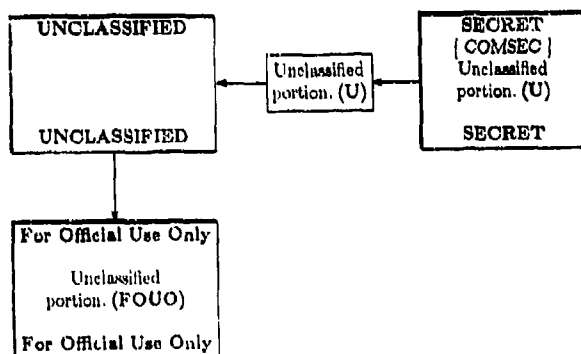 UNCLASSIFIED
UNCLASSIFIED
Unclassified
portion. (U)
SECRET
{ COMSEC }
Unclassified
portion. (U)
SECRET
For Official Use Only
Unclassified
portion. (FOUO)
For Official Use Only